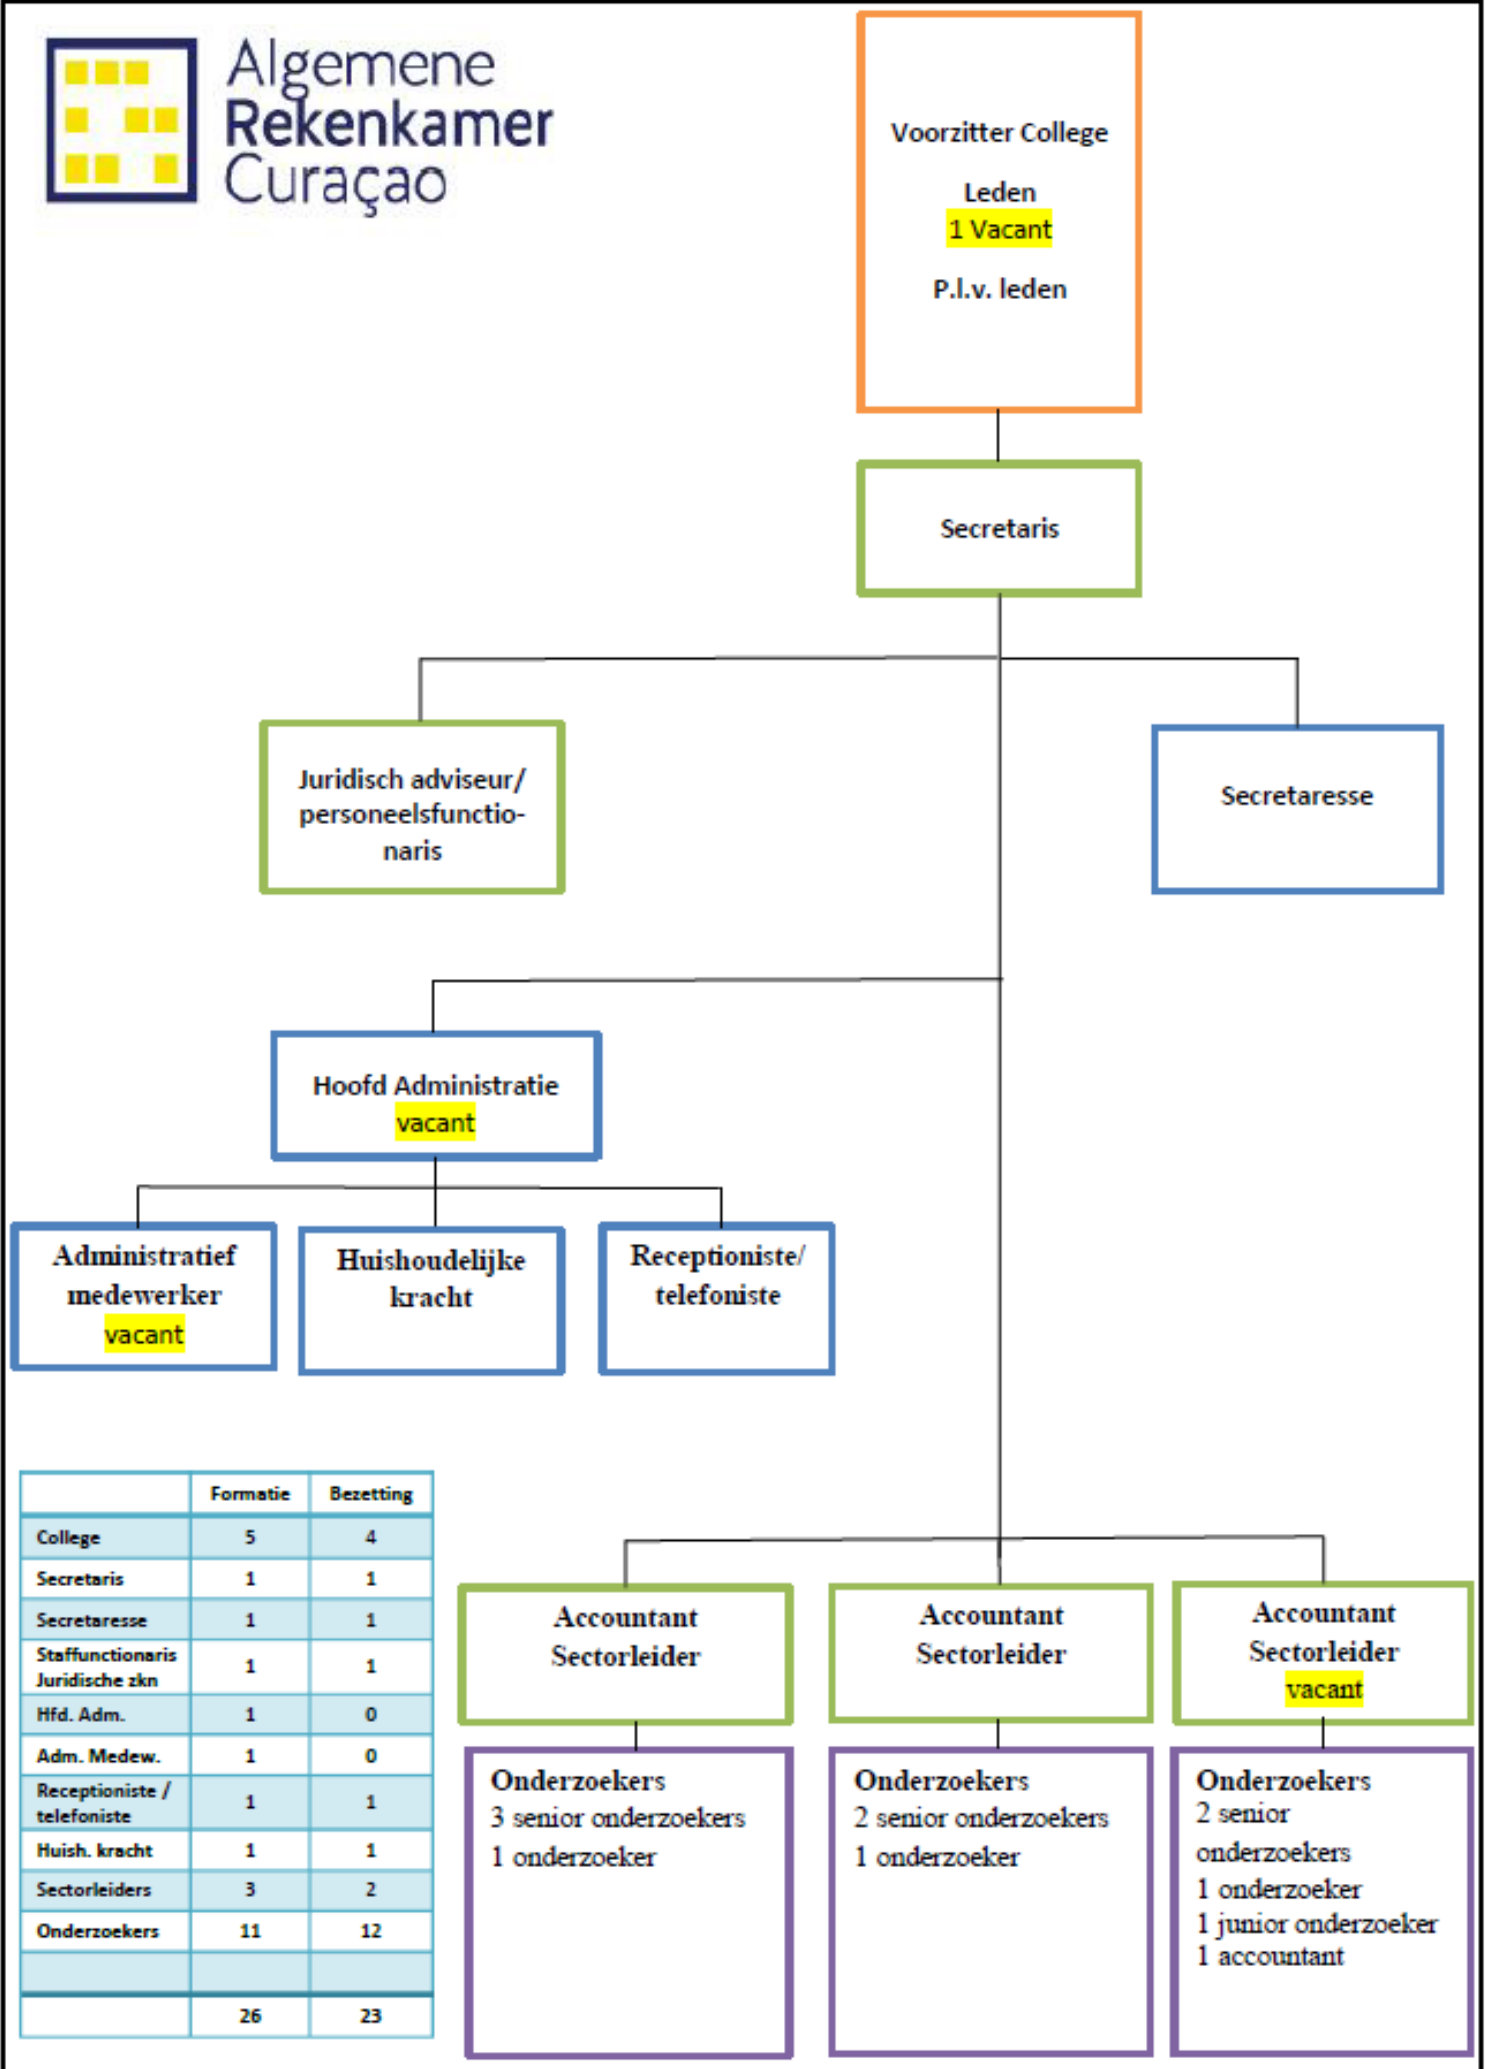 Algemene
Rekenkamer
Curaçao
Voorzitter College
Leden
1 Vacant
P.l.v. leden
Secretaris
Juridisch adviseur/
personeelsfunctio-
naris
Secretaresse
Hoofd Administratie
vacant
Administratief
medewerker
vacant
Huishoudelijke
kracht
Receptioniste/
telefoniste
Formatie Bezetting
College 5 4
Secretaris 1 1
Secretaresse 1 1
Staffunctionaris
Juridische zkn 1 1
Hfd. Adm. 1 0
Adm. Medew. 1 0
Receptioniste /
telefoniste 1 1
Huish. kracht 1 1
Sectorleiders 3 2
Onderzoekers 11 12
26 23
Accountant
Sectorleider
Accountant
Sectorleider
Accountant
Sectorleider
vacant
Onderzoekers
3 senior onderzoekers
1 onderzoeker
Onderzoekers
2 senior onderzoekers
1 onderzoeker
Onderzoekers
2 senior
onderzoekers
1 onderzoeker
1 junior onderzoeker
1 accountant